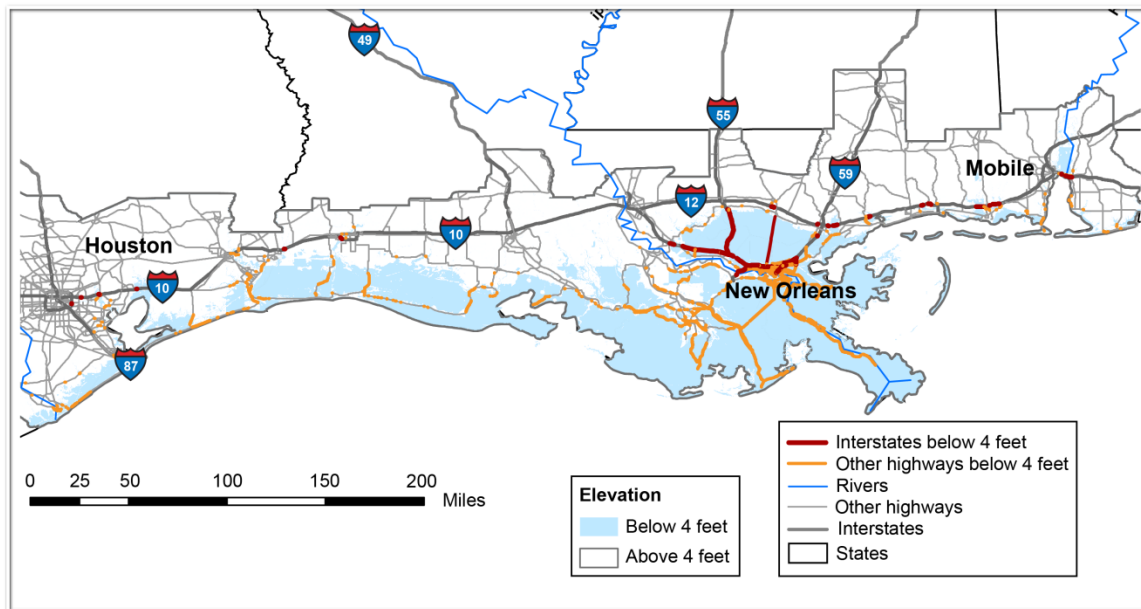 49
55
59
Mobile
12
Houston
10
10
New Orleans
87
0 25 50 100 150 200
Miles
Elevation
Below 4 feet
Above 4 feet
Interstates below 4 feet
Other highways below 4 feet
Rivers
Other highways
Interstates
States